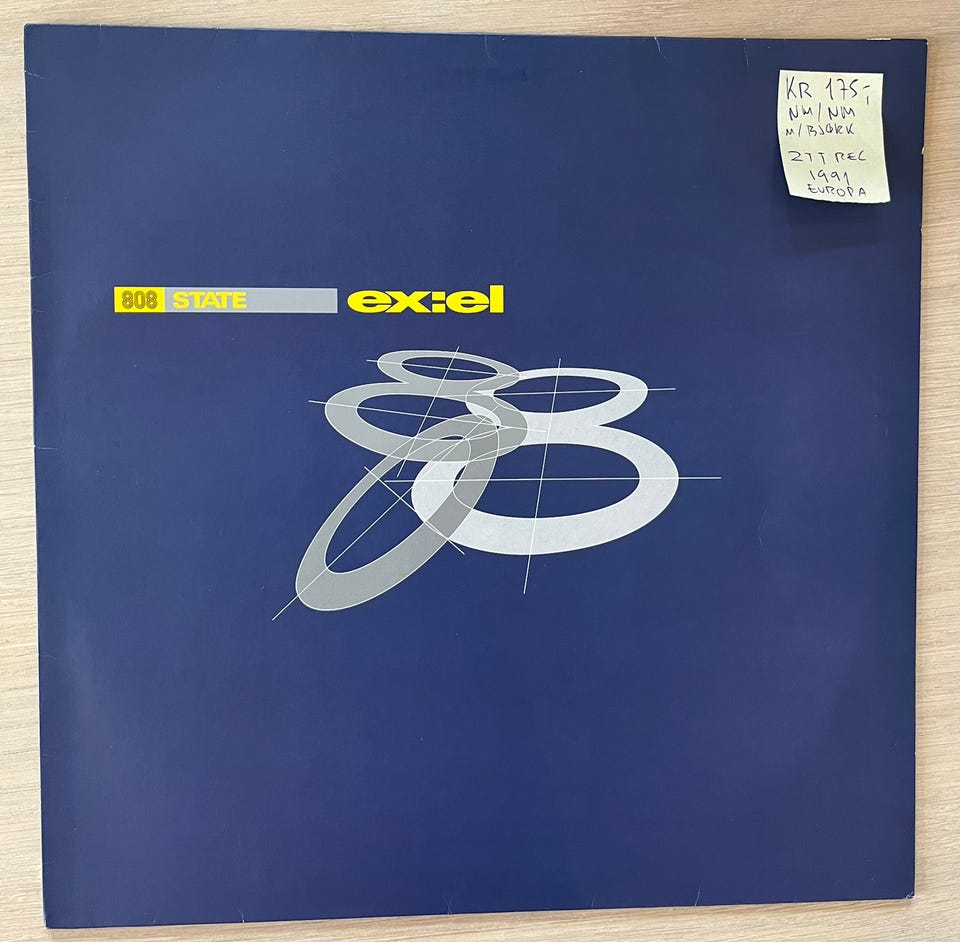 KR 175,-
NM/NM
M/BJØRK
ZTT REC
1991
EUROPA
808 STATE ex:el